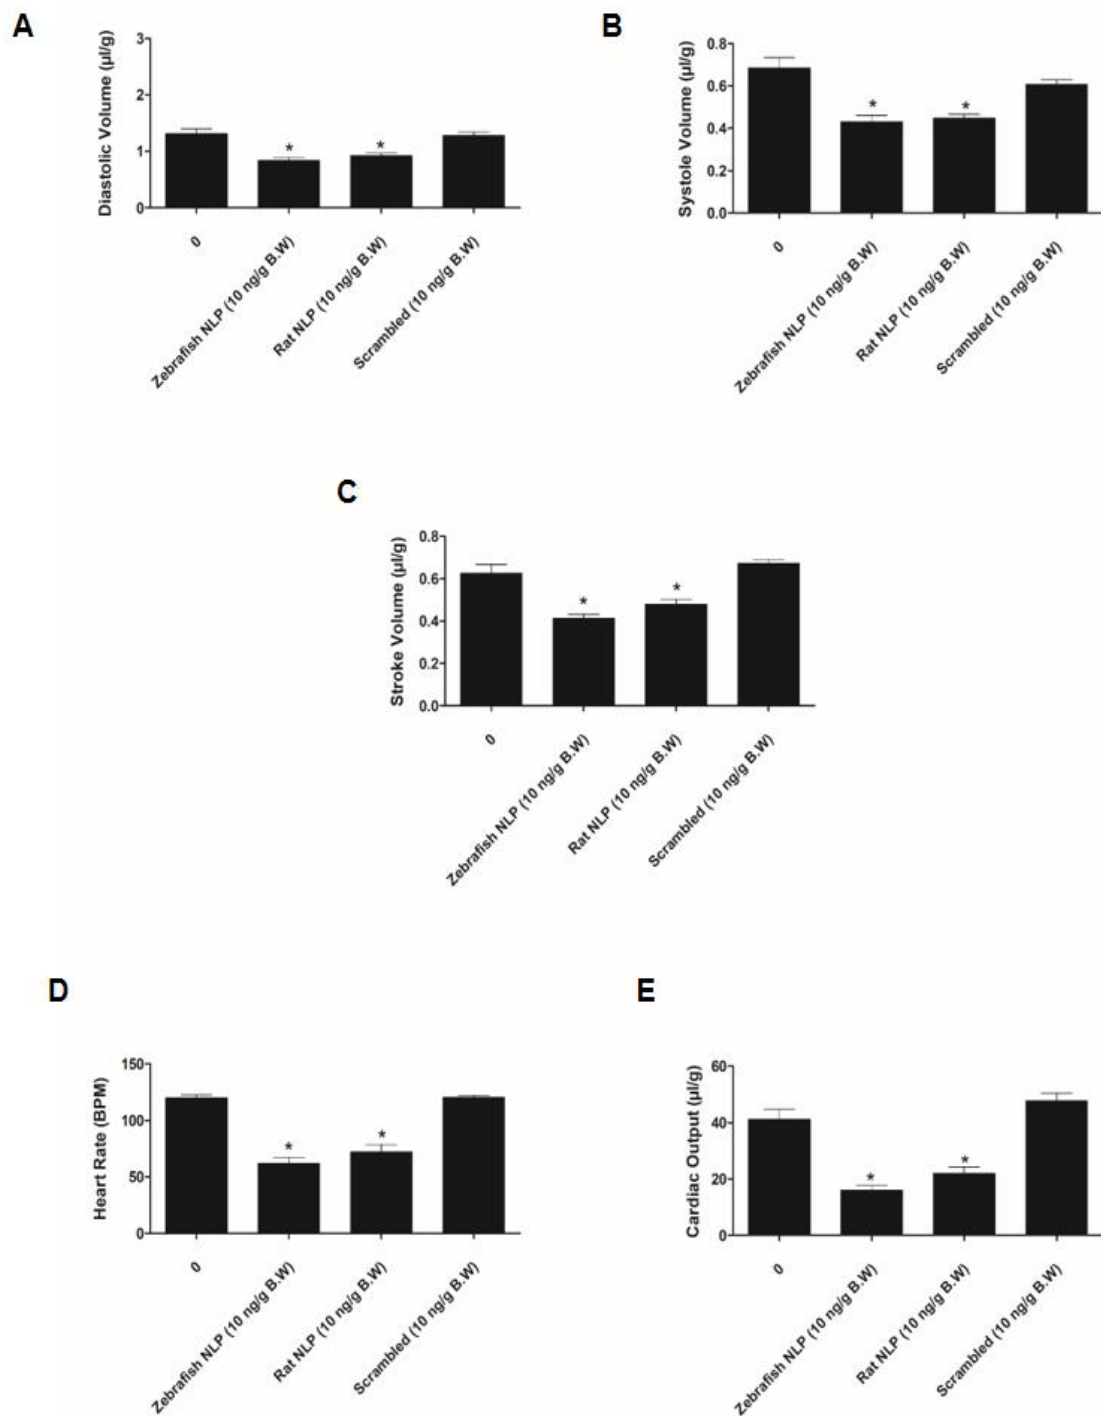 A
Diastolic Volume (µl/g)
3
2
1
0
0
Zebrafish NLP (10 ng/g B.W)
Rat NLP (10 ng/g B.W)
Scrambled (10 ng/g B.W)
*
*
B
Systole Volume (µl/g)
0.8
0.6
0.4
0.2
0.0
0
Zebrafish NLP (10 ng/g B.W)
Rat NLP (10 ng/g B.W)
Scrambled (10 ng/g B.W)
*
*
C
Stroke Volume (µl/g)
0.8
0.6
0.4
0.2
0.0
0
Zebrafish NLP (10 ng/g B.W)
Rat NLP (10 ng/g B.W)
Scrambled (10 ng/g B.W)
*
*
D
Heart Rate (BPM)
150
100
50
0
0
Zebrafish NLP (10 ng/g B.W)
Rat NLP (10 ng/g B.W)
Scrambled (10 ng/g B.W)
*
*
E
Cardiac Output (µl/g)
60
40
20
0
0
Zebrafish NLP (10 ng/g B.W)
Rat NLP (10 ng/g B.W)
Scrambled (10 ng/g B.W)
*
*